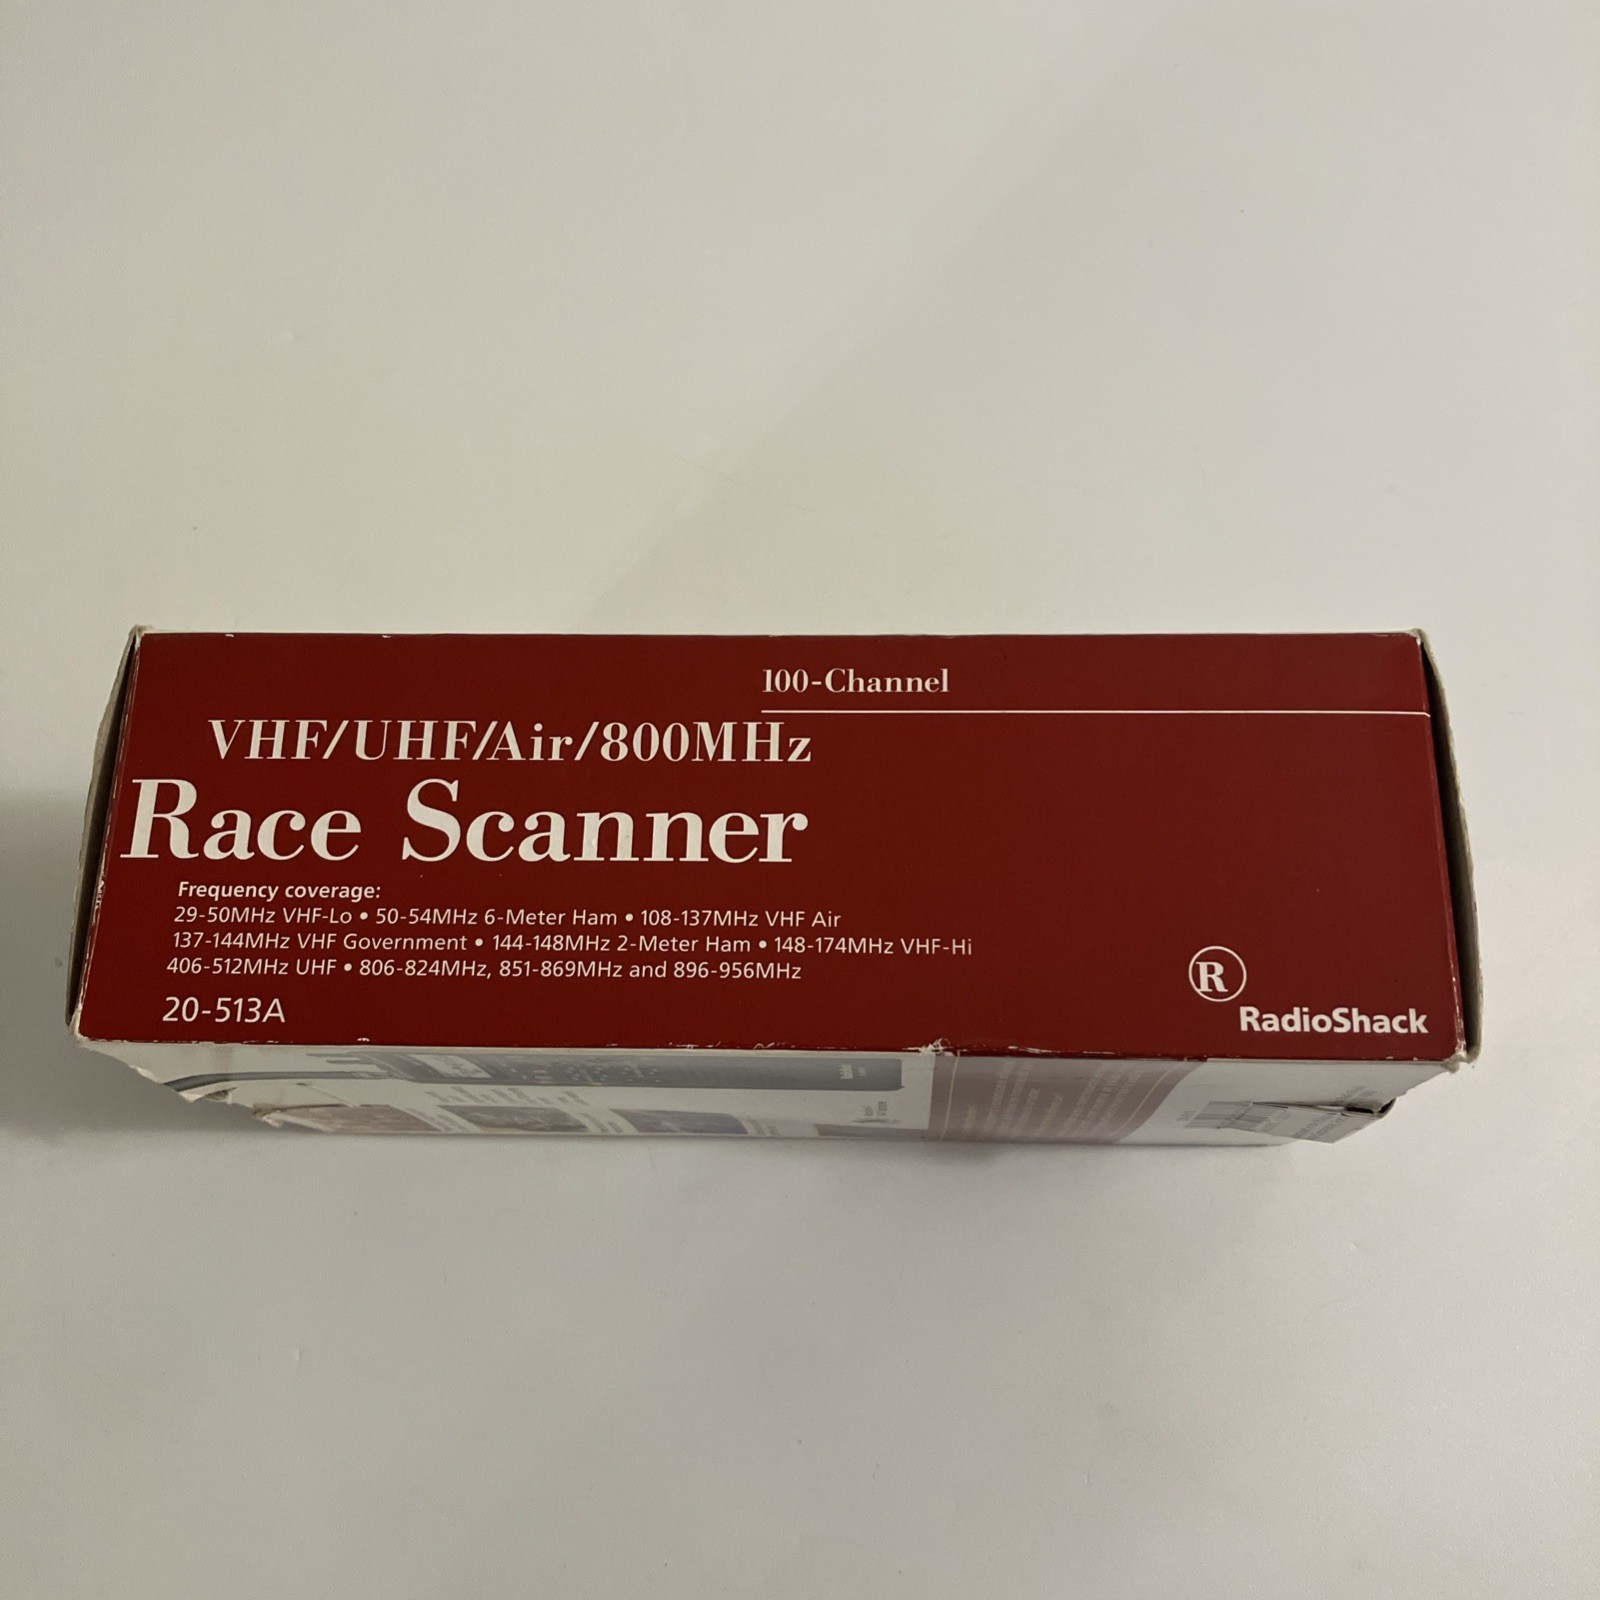 100-Channel
VHF/UHF/Air/800MHz
Race Scanner
Frequency coverage:
29-50MHz VHF-Lo • 50-54MHz 6-Meter Ham • 108-137MHz VHF Air
137-144MHz VHF Government • 144-148MHz 2-Meter Ham • 148-174MHz VHF-Hi
406-512MHz UHF • 806-824MHz, 851-869MHz and 896-956MHz
20-513A
R
RadioShack